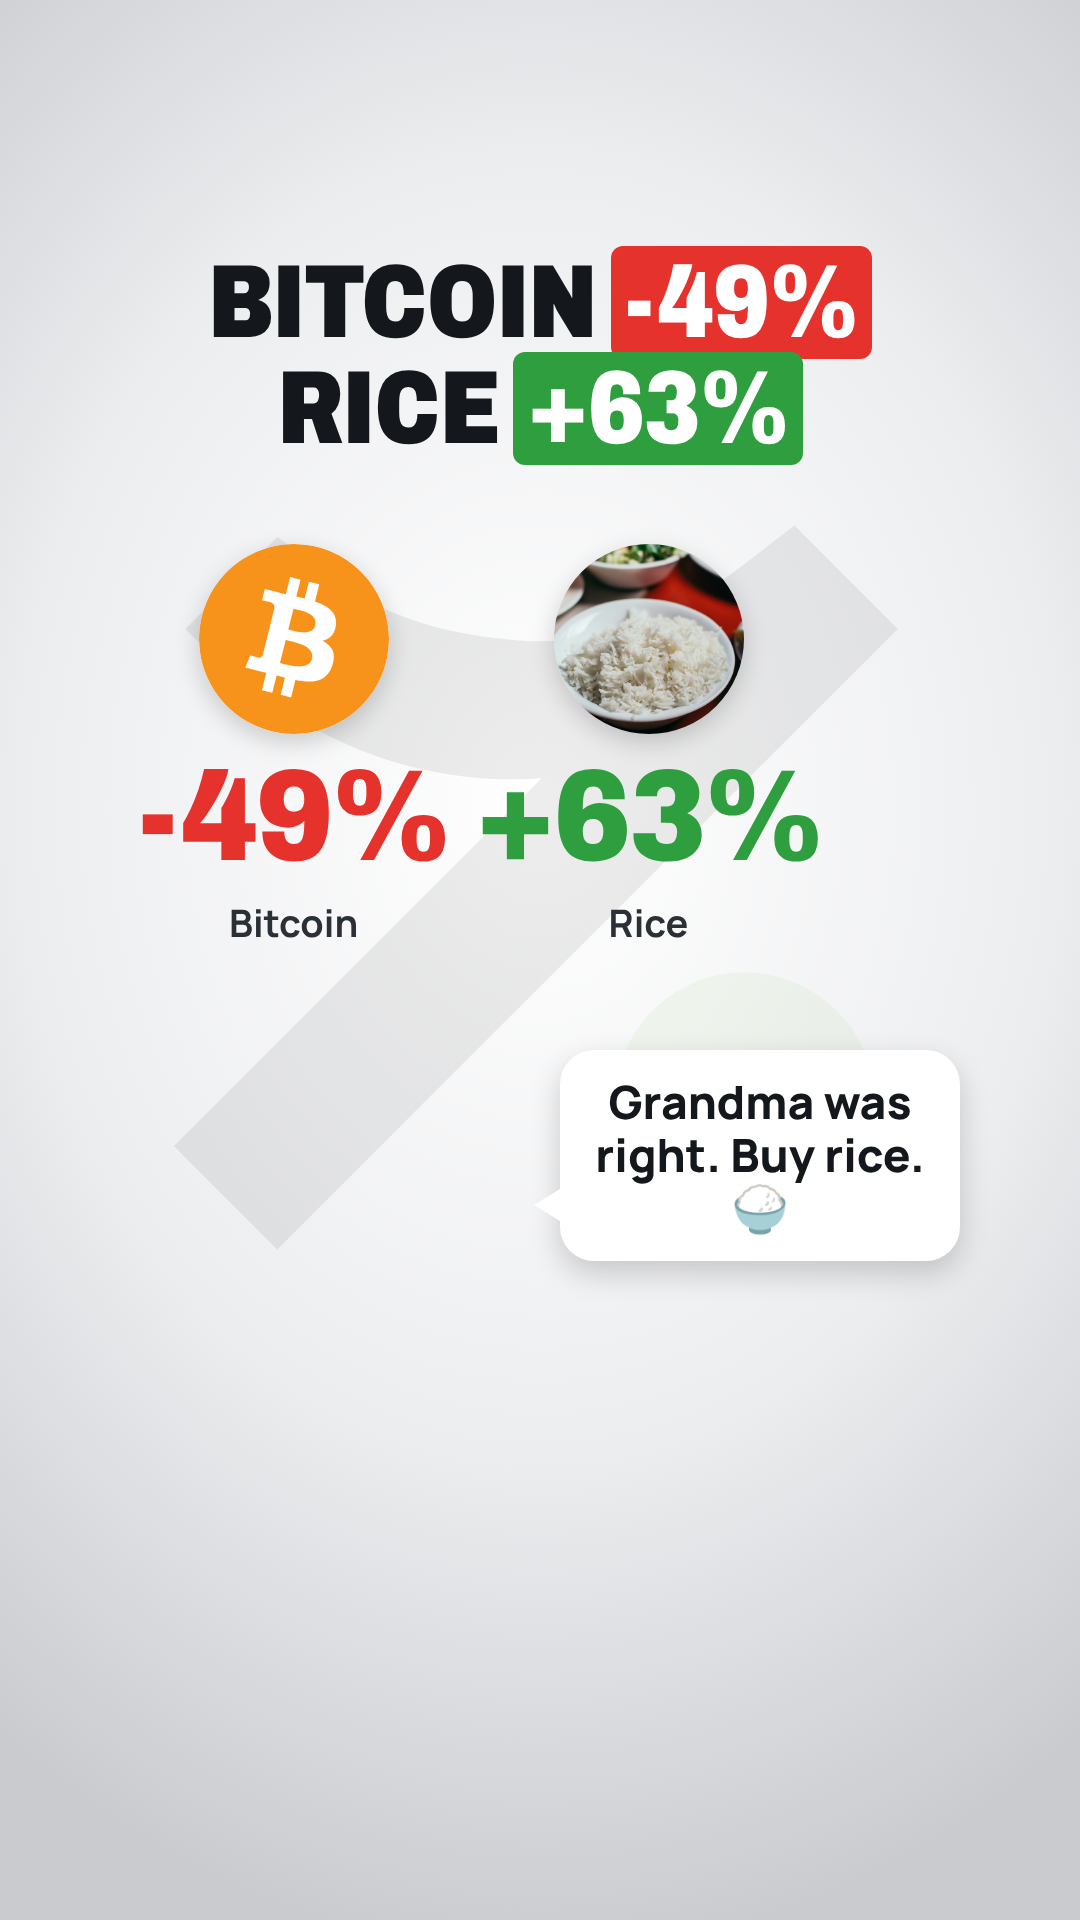 BITCOIN -49%
RICE +63%
-49% +63%
Bitcoin Rice
Grandma was
right. Buy rice.
🍚